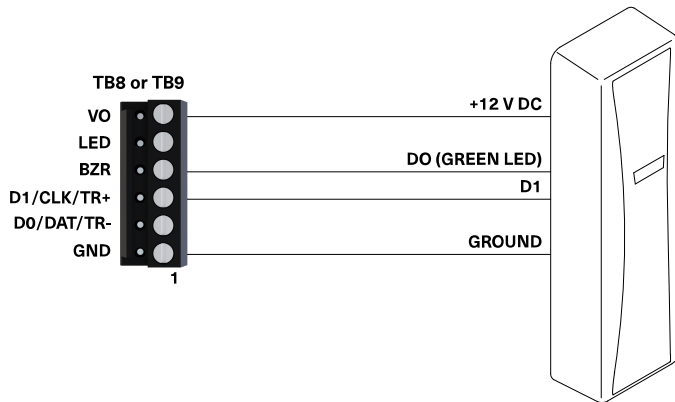 TB8 or TB9
VO
LED
BZR
D1/CLK/TR+
D0/DAT/TR-
GND
1
+12 V DC
DO (GREEN LED)
D1
GROUND